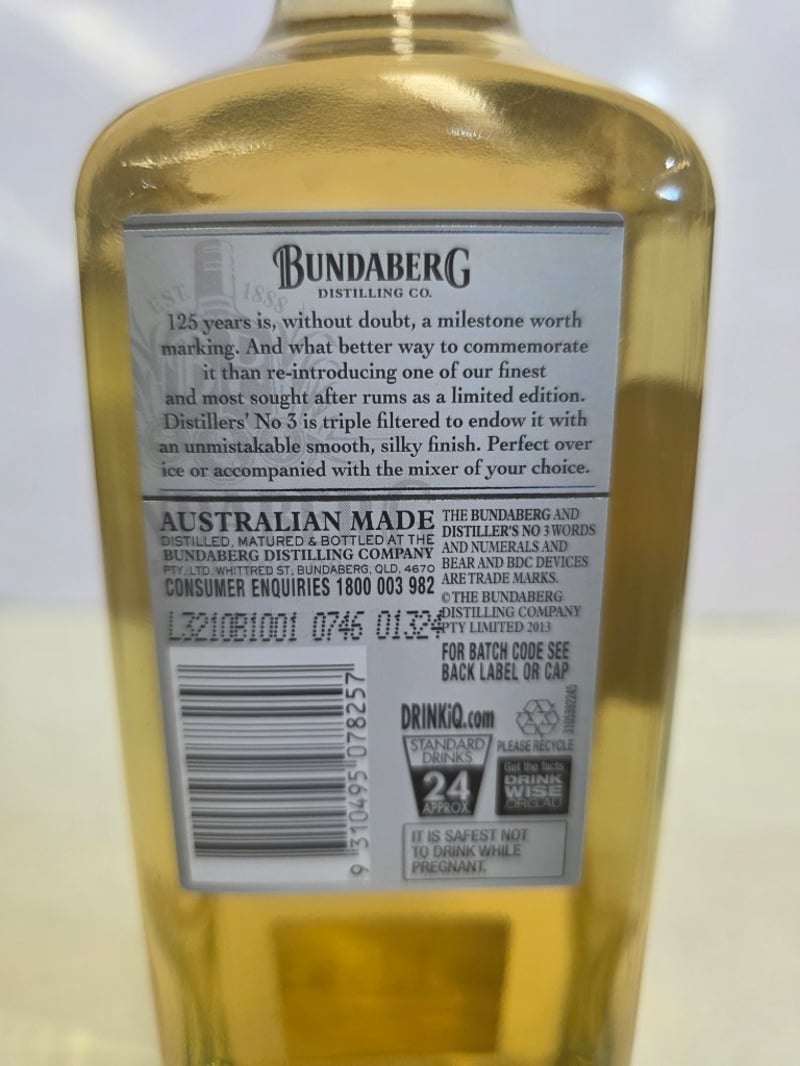 EST. 1888
BUNDABERG
DISTILLING CO.
125 years is, without doubt, a milestone worth
marking. And what better way to commemorate
it than re-introducing one of our finest
and most sought after rums as a limited edition.
Distillers' No 3 is triple filtered to endow it with
an unmistakable smooth, silky finish. Perfect over
ice or accompanied with the mixer of your choice.
AUSTRALIAN MADE
DISTILLED, MATURED & BOTTLED AT THE
BUNDABERG DISTILLING COMPANY
PTY. LTD. WHITTRED ST, BUNDABERG, QLD, 4670
CONSUMER ENQUIRIES 1800 003 982
L3210B1001 0746 01324
THE BUNDABERG AND
DISTILLER'S NO 3 WORDS
AND NUMERALS AND
BEAR AND BDC DEVICES
ARE TRADE MARKS.
© THE BUNDABERG
DISTILLING COMPANY
PTY LIMITED 2013
FOR BATCH CODE SEE
BACK LABEL OR CAP
9 310495 078257
DRINKiQ.com
STANDARD
DRINKS
24
APPROX.
PLEASE RECYCLE
Get the facts
DRINK
WISE
.ORG.AU
IT IS SAFEST NOT
TO DRINK WHILE
PREGNANT.